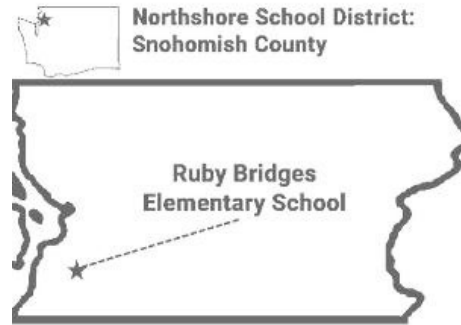 Northshore School District:
Snohomish County
Ruby Bridges
Elementary School